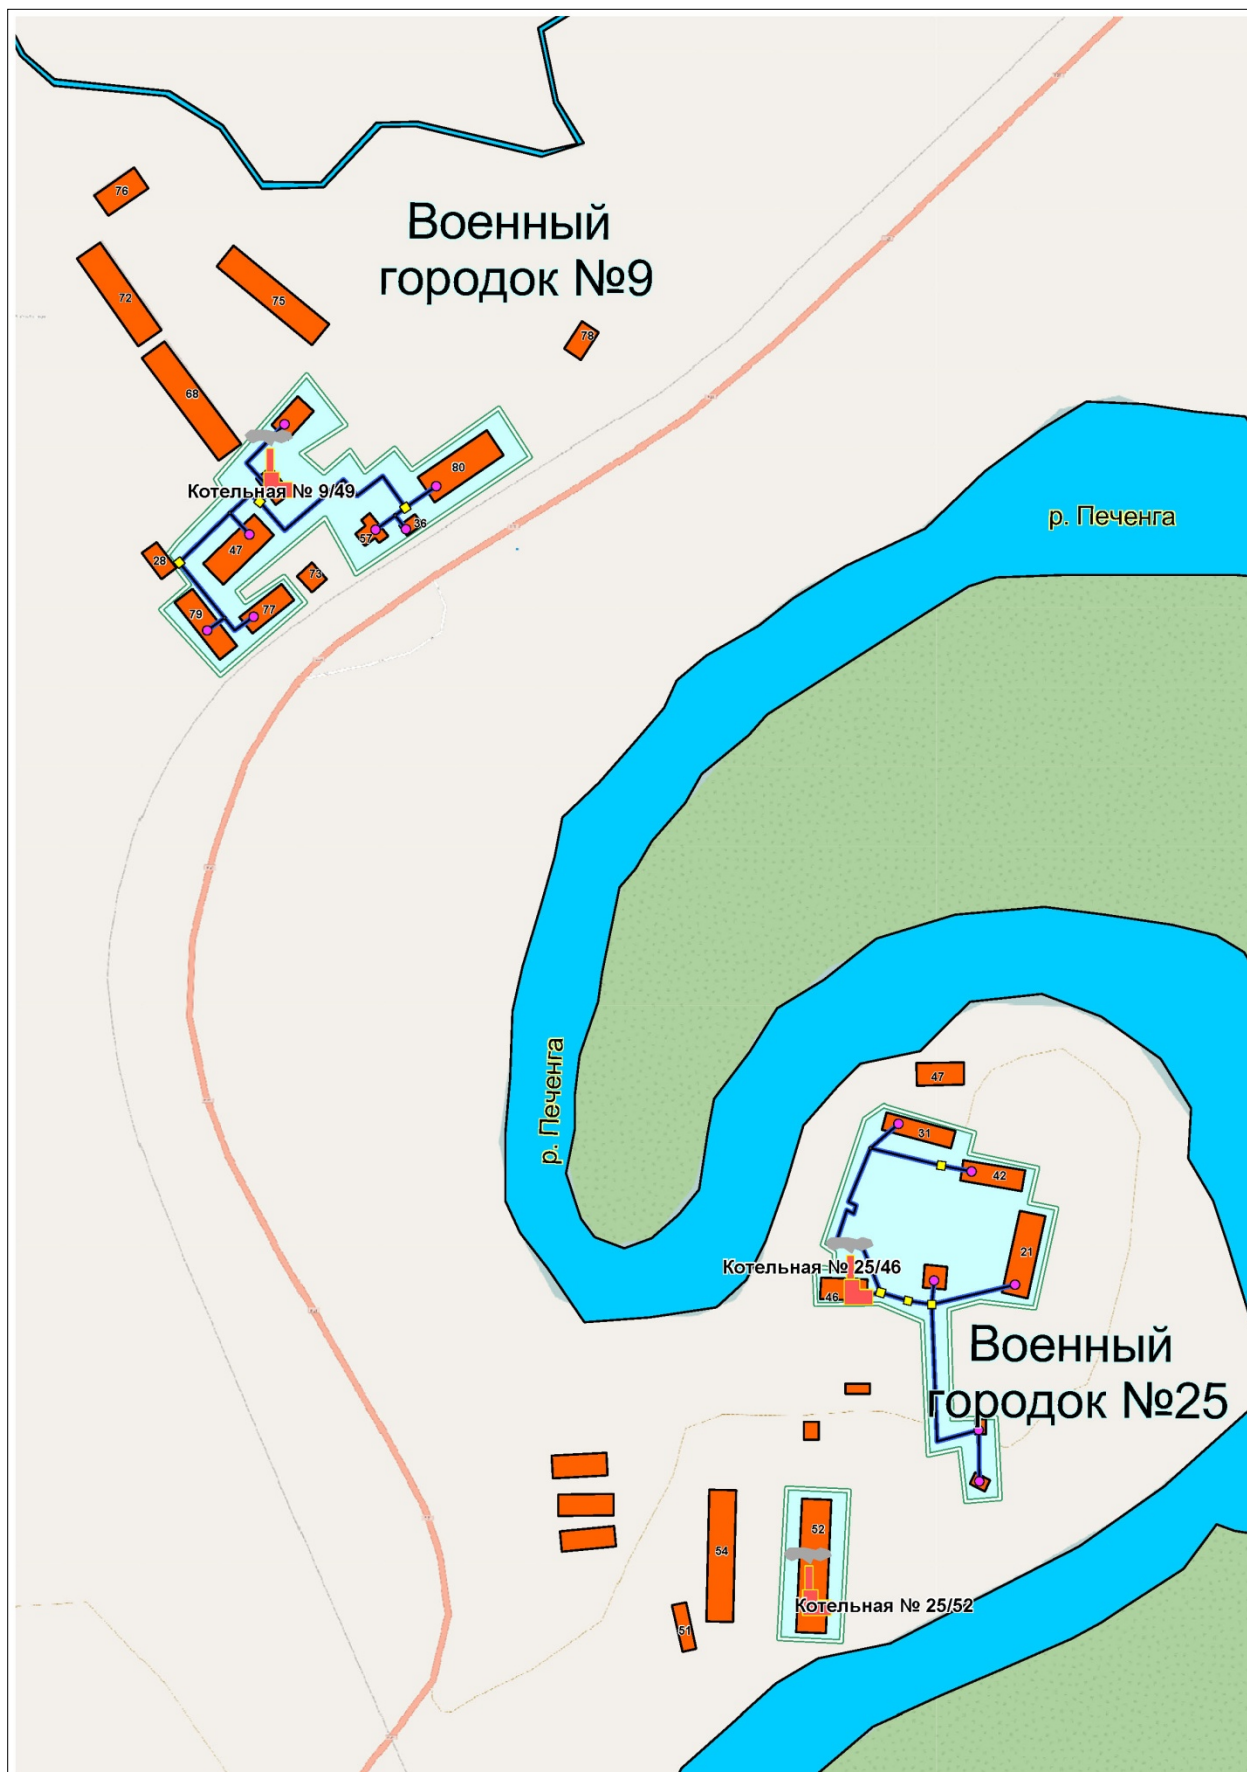 76
Военный
городок №9
72
75
78
68
80
Котельная № 9/49
36
57
47
28
73
77
79
р. Печенга
р. Печенга
47
31
42
21
Котельная № 25/46
46
Военный
городок №25
52
54
Котельная № 25/52
51